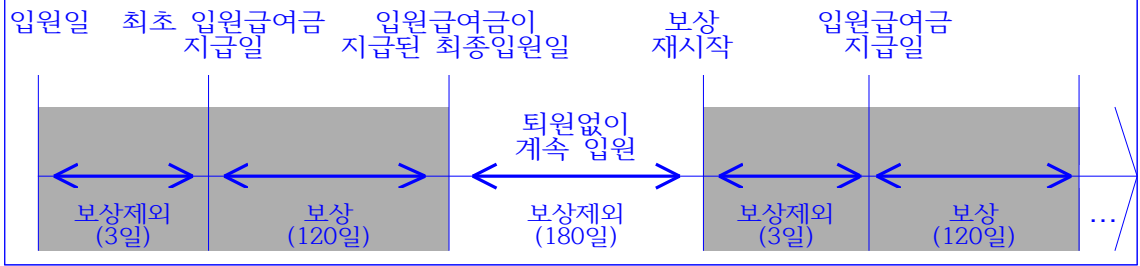 입원일
최초 입원급여금
지급일
입원급여금이
지급된 최종입원일
보상
재시작
입원급여금
지급일
퇴원없이
계속 입원
보상제외
(3일)
보상
(120일)
보상제외
(180일)
보상제외
(3일)
보상
(120일)
...